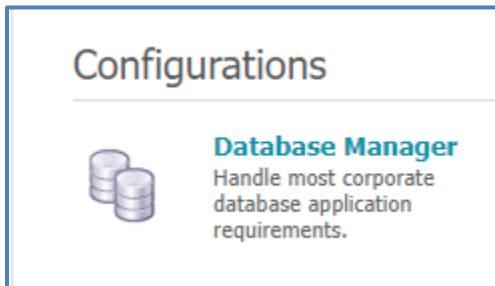 Configurations
Database Manager
Handle most corporate
database application
requirements.